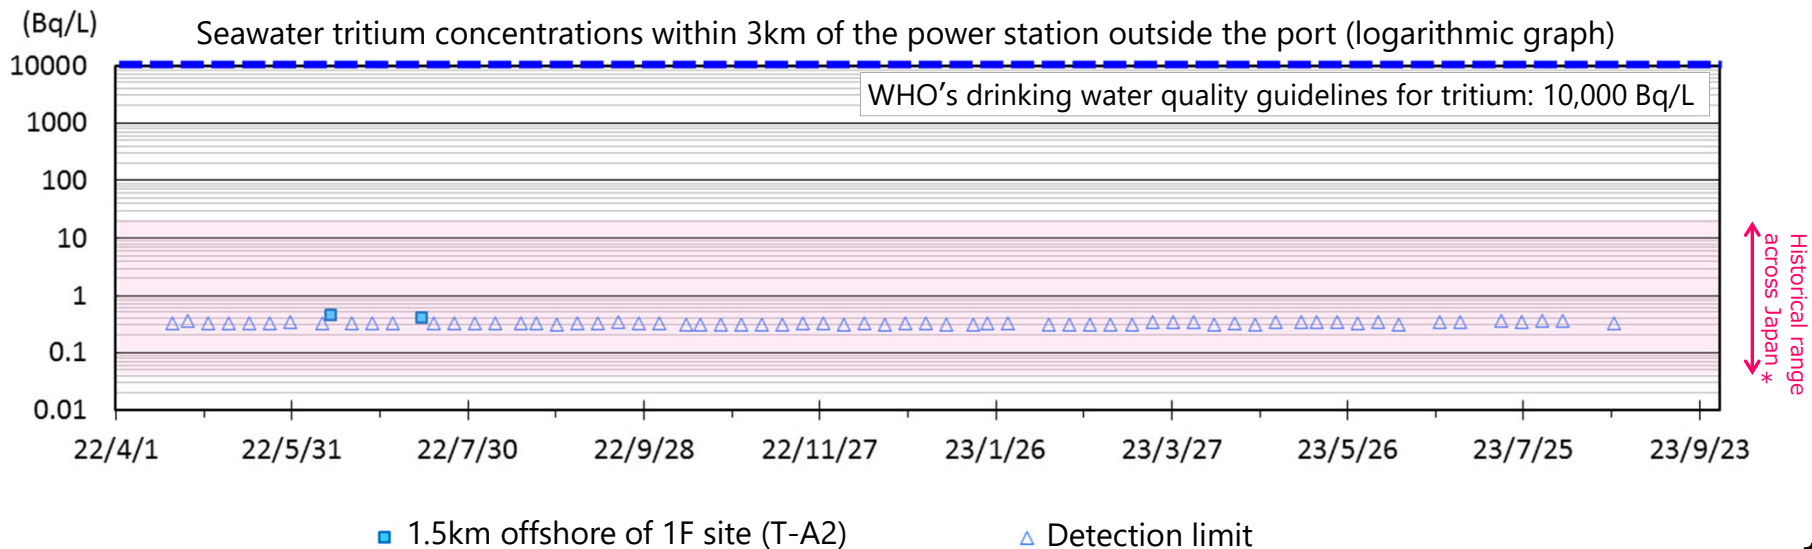 (Bq/L)
Seawater tritium concentrations within 3km of the power station outside the port (logarithmic graph)
10000
WHO’s drinking water quality guidelines for tritium: 10,000 Bq/L
1000
100
10
1
0.1
0.01
Historical range
across Japan *
22/4/1 22/5/31 22/7/30 22/9/28 22/11/27 23/1/26 23/3/27 23/5/26 23/7/25 23/9/23
1.5km offshore of 1F site (T-A2) Detection limit